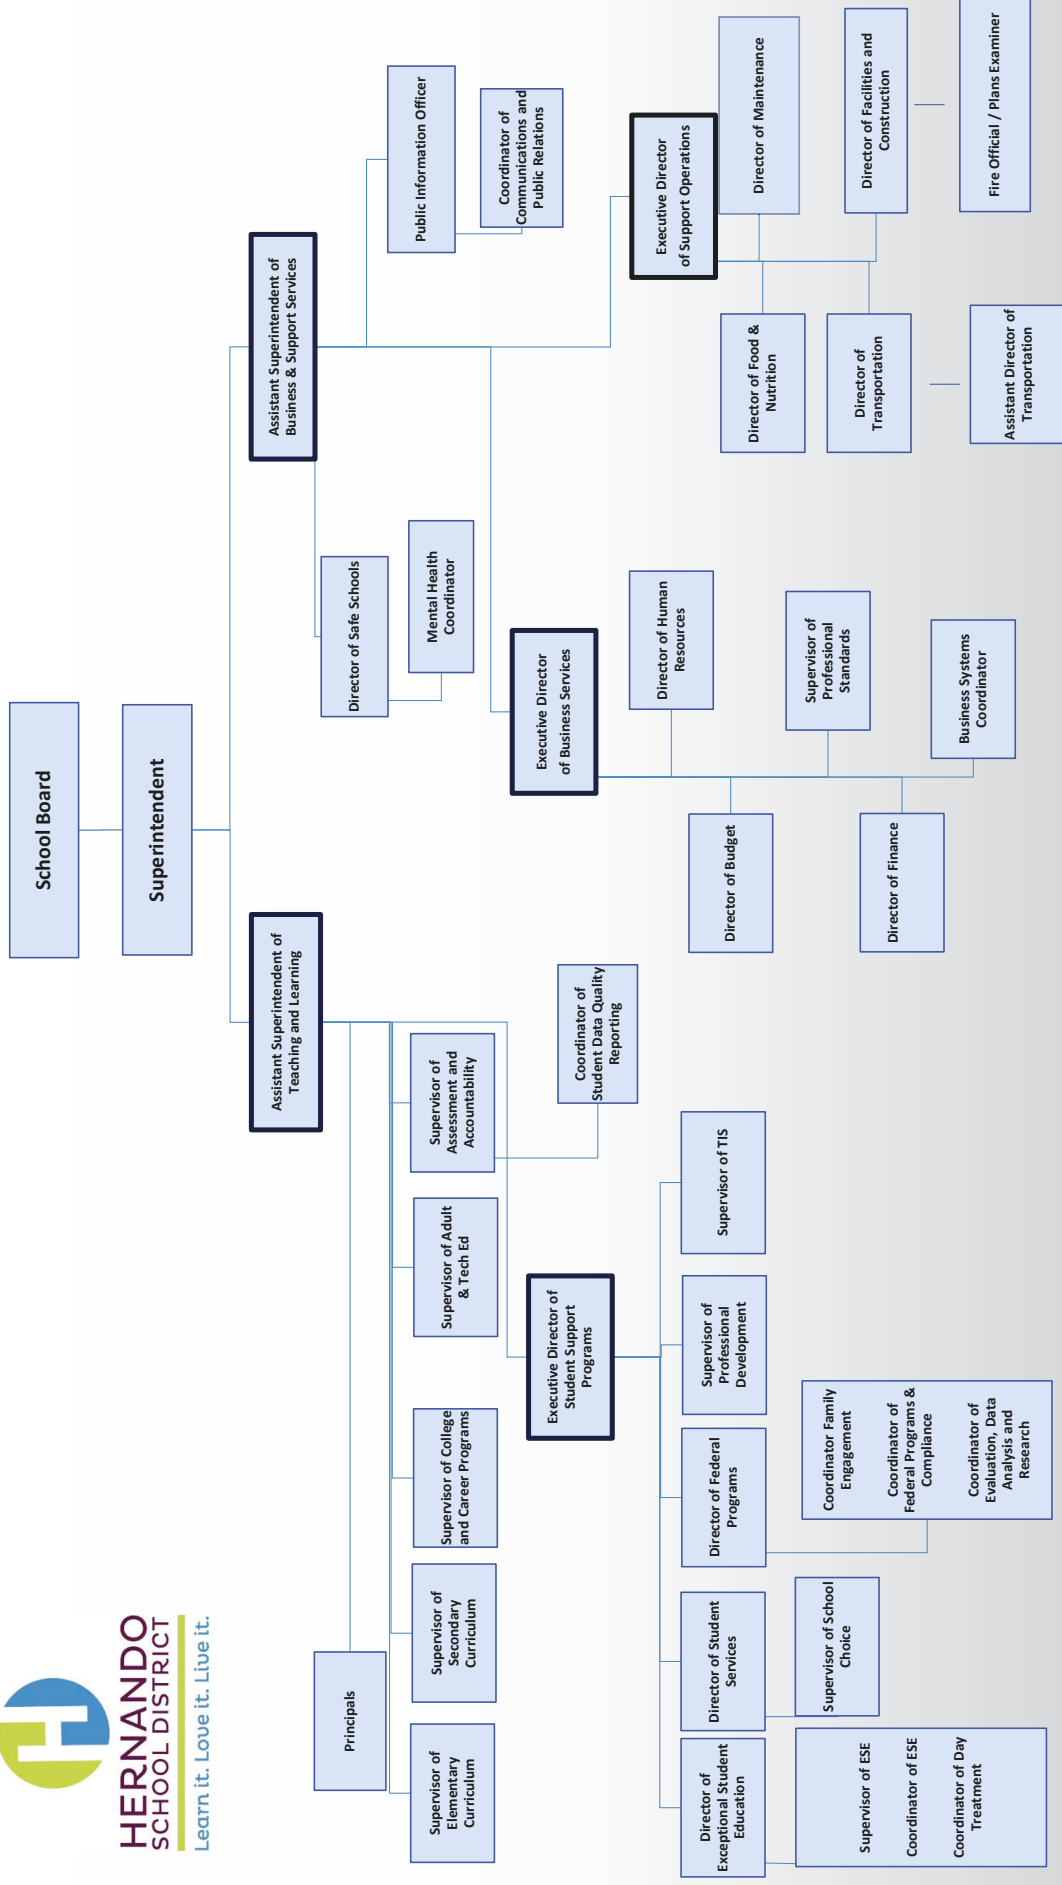 HERNANDO
SCHOOL DISTRICT
Learn it. Love it. Live it.
School Board
Superintendent
Assistant Superintendent of
Teaching and Learning
Assistant Superintendent of
Business & Support Services
Principals
Supervisor of
Elementary
Curriculum
Supervisor of
Secondary
Curriculum
Supervisor of College
and Career Programs
Supervisor of Adult
& Tech Ed
Supervisor of
Assessment and
Accountability
Coordinator of
Student Data Quality
Reporting
Executive Director of
Student Support
Programs
Director of
Exceptional Student
Education
Supervisor of ESE
Coordinator of ESE
Coordinator of Day
Treatment
Director of Student
Services
Supervisor of School
Choice
Director of Federal
Programs
Coordinator Family
Engagement
Coordinator of
Federal Programs &
Compliance
Coordinator of
Evaluation, Data
Analysis and
Research
Supervisor of
Professional
Development
Supervisor of TIS
Director of Safe Schools
Mental Health
Coordinator
Public Information Officer
Coordinator of
Communications and
Public Relations
Executive Director
of Business Services
Director of Human
Resources
Director of Budget
Supervisor of
Professional
Standards
Director of Finance
Business Systems
Coordinator
Executive Director
of Support Operations
Director of Food &
Nutrition
Director of Maintenance
Director of
Transportation
Director of Facilities and
Construction
Assistant Director of
Transportation
Fire Official / Plans Examiner